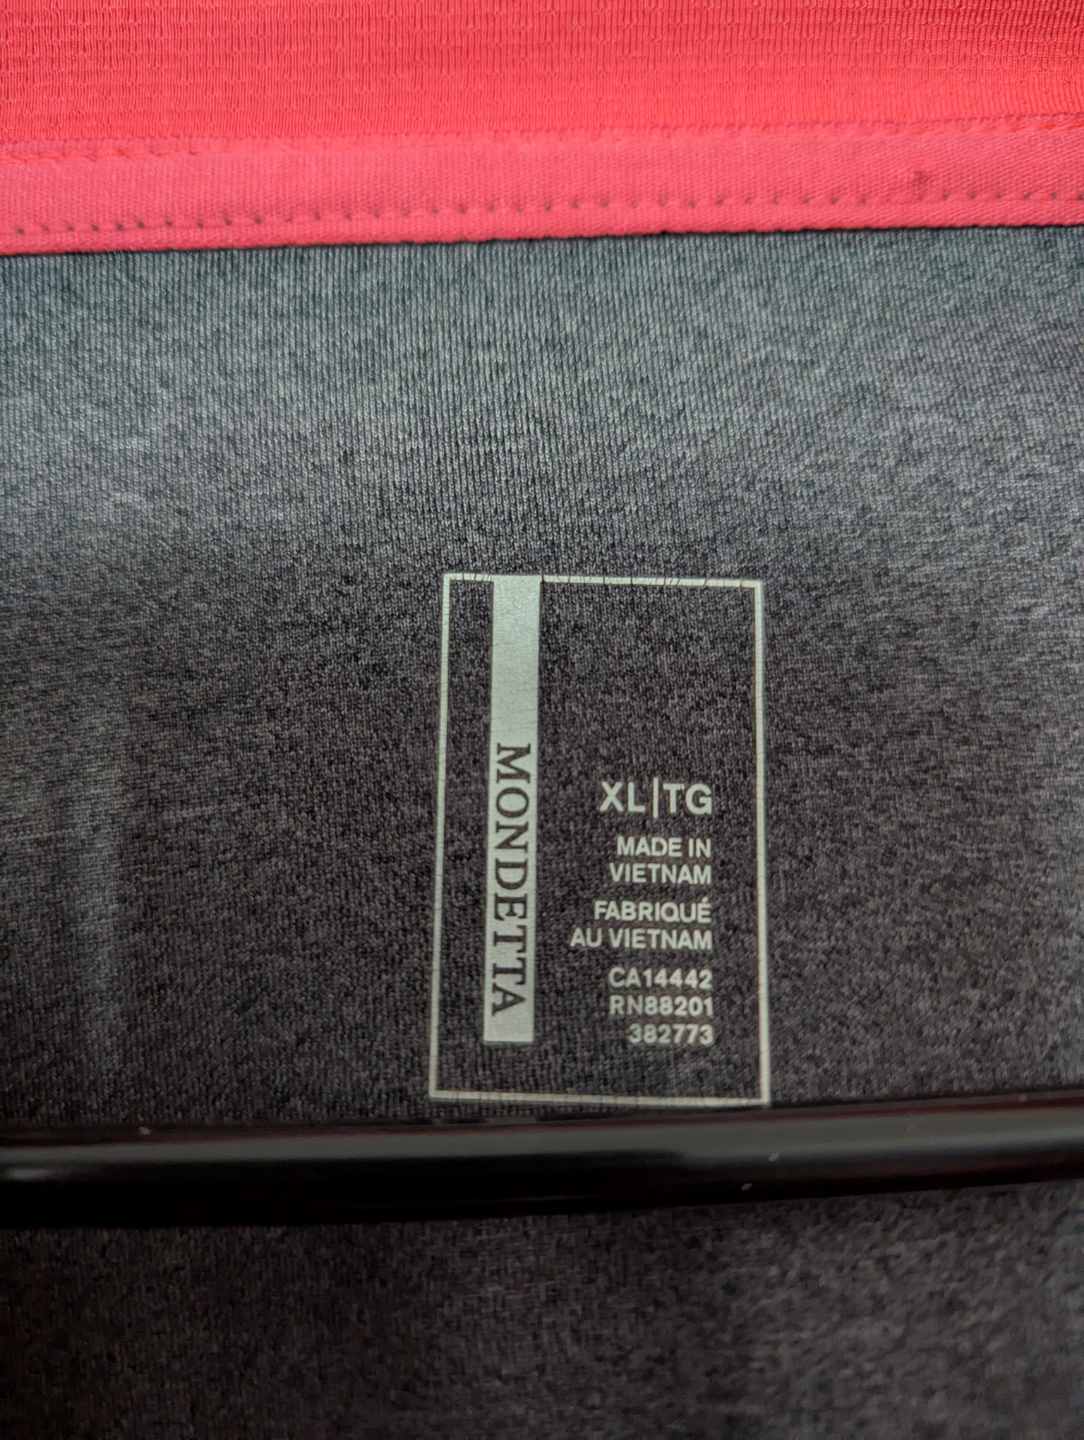 MONDETTA
XL|TG
MADE IN
VIETNAM
FABRIQUÉ
AU VIETNAM
CA14442
RN88201
382773